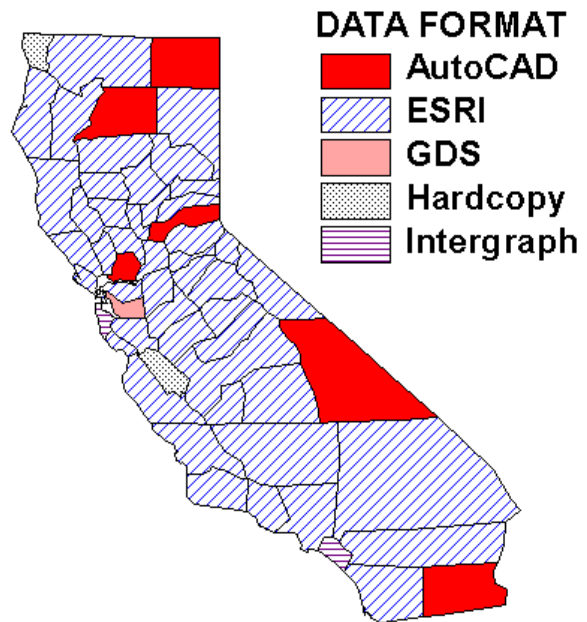 DATA FORMAT
AutoCAD
ESRI
GDS
Hardcopy
Intergraph